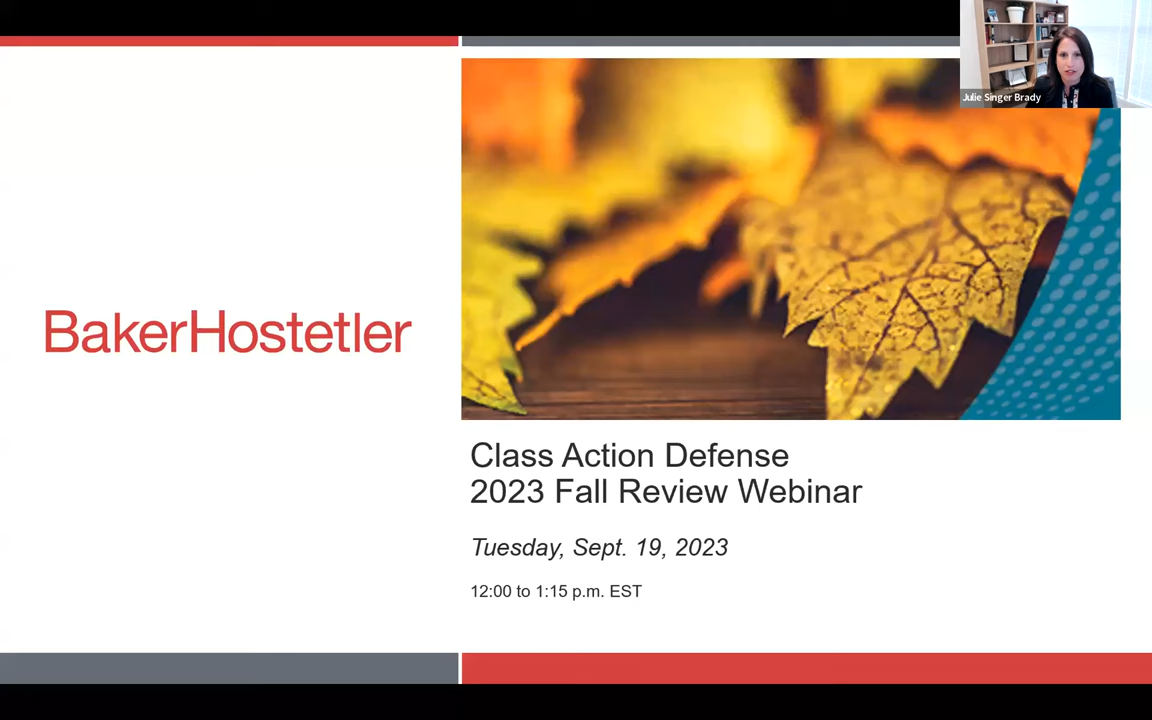 Julie Singer Brady
BakerHostetler
Class Action Defense
2023 Fall Review Webinar
Tuesday, Sept. 19, 2023
12:00 to 1:15 p.m. EST